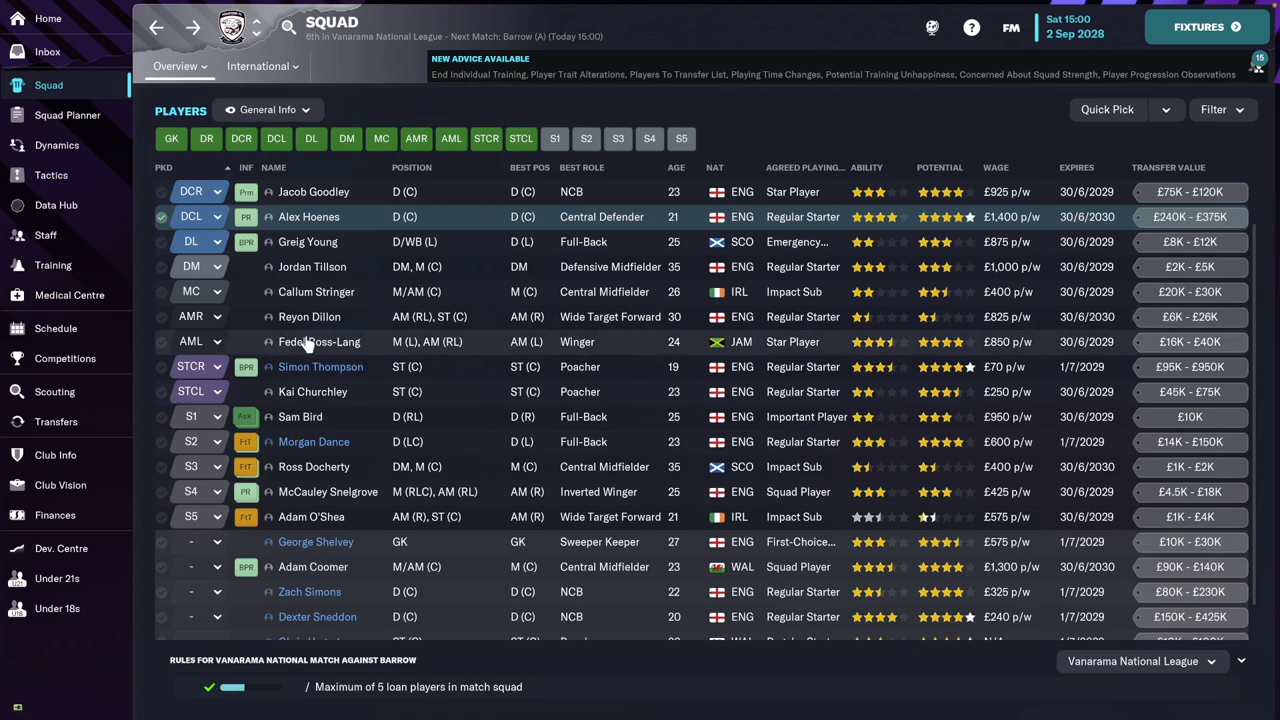 Home
Inbox
Squad
Squad Planner
Dynamics
Tactics
Data Hub
Staff
Training
Medical Centre
Schedule
Competitions
Scouting
Transfers
Club Info
Club Vision
Finances
Dev. Centre
U21 Under 21s
U18 Under 18s
SQUAD
6th in Vanarama National League - Next Match: Barrow (A) (Today 15:00)
? FM
Sat 15:00
2 Sep 2028
FIXTURES
Overview International
NEW ADVICE AVAILABLE
End Individual Training, Player Trait Alterations, Players To Transfer List, Playing Time Changes, Potential Training Unhappiness, Concerned About Squad Strength, Player Progression Observations
15
PLAYERS General Info Quick Pick Filter
GK DR DCR DCL DL DM MC AMR AML STCR STCL S1 S2 S3 S4 S5
PKD INF NAME POSITION BEST POS BEST ROLE AGE NAT AGREED PLAYING... ABILITY POTENTIAL WAGE EXPIRES TRANSFER VALUE
DCR Prm Jacob Goodley D (C) D (C) NCB 23 ENG Star Player £925 p/w 30/6/2029 £75K - £120K
DCL PR Alex Hoenes D (C) D (C) Central Defender 21 ENG Regular Starter £1,400 p/w 30/6/2030 £240K - £375K
DL BPR Greig Young D/WB (L) D (L) Full-Back 25 SCO Emergency... £875 p/w 30/6/2029 £8K - £12K
DM Jordan Tillson DM, M (C) DM Defensive Midfielder 35 ENG Regular Starter £1,000 p/w 30/6/2029 £2K - £5K
MC Callum Stringer M/AM (C) M (C) Central Midfielder 26 IRL Impact Sub £400 p/w 30/6/2029 £20K - £30K
AMR Reyon Dillon AM (RL), ST (C) AM (R) Wide Target Forward 30 ENG Regular Starter £825 p/w 30/6/2029 £6K - £26K
AML Ross-Lang M (L), AM (RL) AM (L) Winger 24 JAM Star Player £850 p/w 30/6/2029 £16K - £40K
STCR BPR Simon Thompson ST (C) ST (C) Poacher 19 ENG Regular Starter £70 p/w 1/7/2029 £95K - £950K
STCL Kai Churchley ST (C) ST (C) Poacher 23 ENG Regular Starter £250 p/w 30/6/2029 £45K - £75K
S1 Ask Sam Bird D (RL) D (R) Full-Back 25 ENG Important Player £950 p/w 30/6/2029 £10K
S2 FtT Morgan Dance D (LC) D (L) Full-Back 23 ENG Regular Starter £600 p/w 1/7/2029 £14K - £150K
S3 FtT Ross Docherty DM, M (C) M (C) Central Midfielder 35 SCO Impact Sub £400 p/w 30/6/2029 £1K - £2K
S4 PR McCauley Snelgrove M (RLC), AM (RL) AM (R) Inverted Winger 25 ENG Squad Player £425 p/w 30/6/2029 £4.5K - £18K
S5 FtT Adam O'Shea AM (R), ST (C) AM (R) Wide Target Forward 21 IRL Impact Sub £575 p/w 30/6/2029 £1K - £4K
- George Shelvey GK GK Sweeper Keeper 27 ENG First-Choice... £575 p/w 1/7/2029 £10K - £30K
- BPR Adam Coomer M/AM (C) M (C) Central Midfielder 23 WAL Squad Player £1,300 p/w 30/6/2029 £90K - £140K
- Zach Simons D (C) D (C) NCB 22 ENG Regular Starter £325 p/w 1/7/2029 £80K - £230K
- Dexter Sneddon D (C) D (C) NCB 20 ENG Regular Starter £240 p/w 1/7/2029 £150K - £425K
RULES FOR VANARAMA NATIONAL MATCH AGAINST BARROW
Vanarama National League
/ Maximum of 5 loan players in match squad